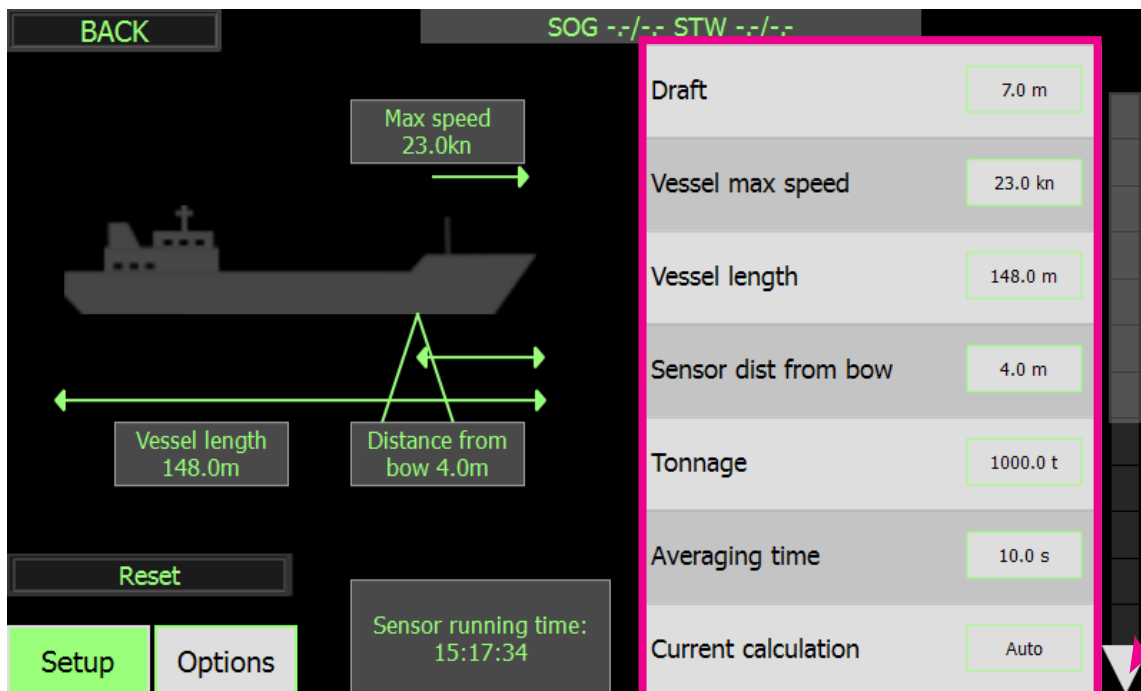 BACK
SOG -.-/-.- STW -.-/-.-
Max speed
23.0kn
Vessel length
148.0m
Distance from
bow 4.0m
Reset
Setup
Options
Sensor running time:
15:17:34
Draft
7.0 m
Vessel max speed
23.0 kn
Vessel length
148.0 m
Sensor dist from bow
4.0 m
Tonnage
1000.0 t
Averaging time
10.0 s
Current calculation
Auto